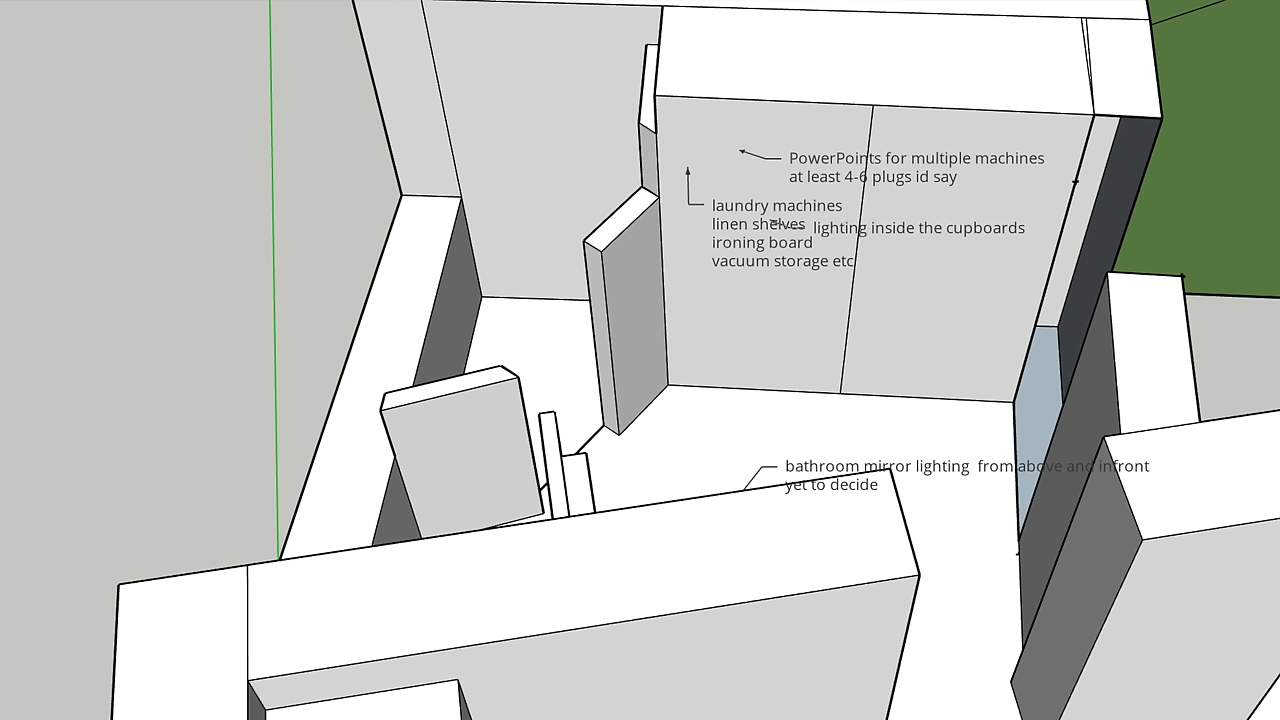 PowerPoints for multiple machines
at least 4-6 plugs id say
laundry machines
linen shelves
ironing board
vacuum storage etc
lighting inside the cupboards
bathroom mirror lighting  from above and infront
yet to decide